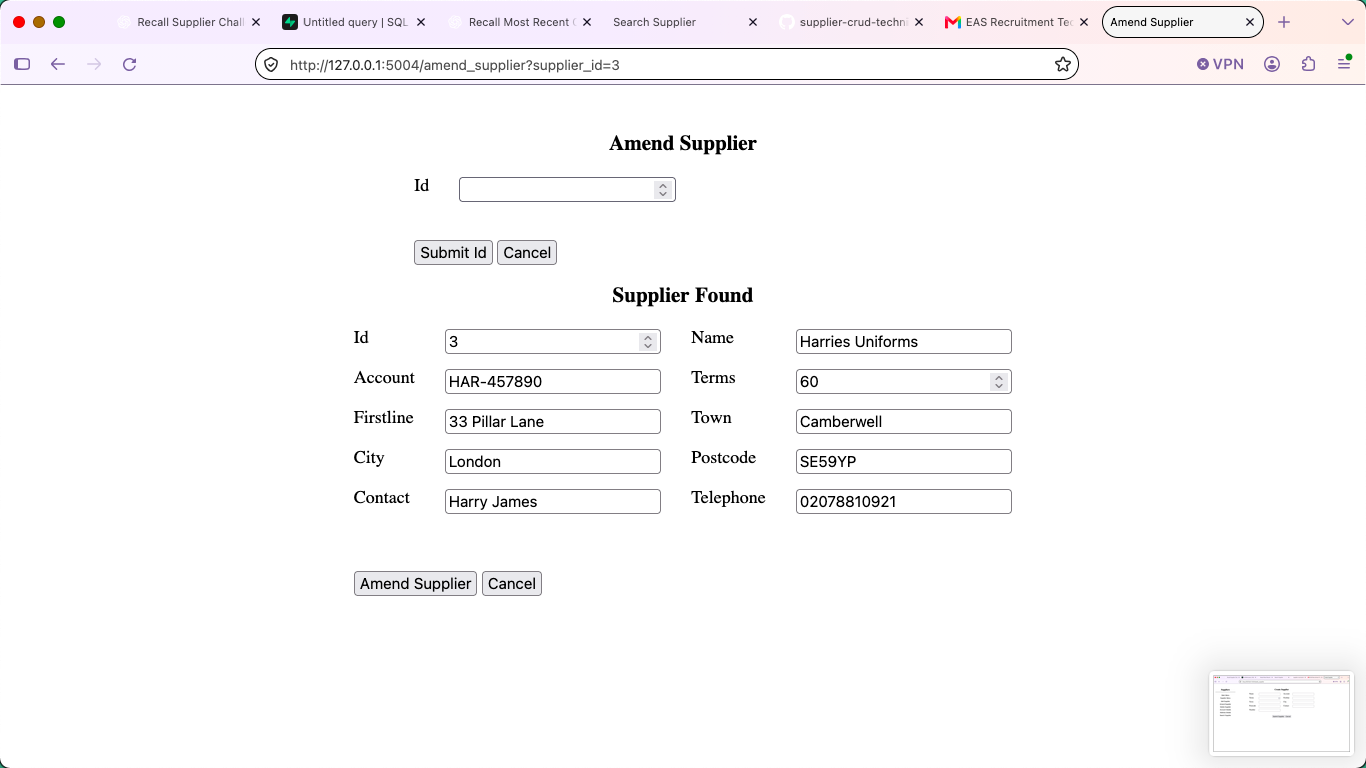 Recall Supplier Chall
Untitled query | SQL
Recall Most Recent
Search Supplier
supplier-crud-techni
EAS Recruitment Tec
Amend Supplier
http://127.0.0.1:5004/amend_supplier?supplier_id=3
VPN
Amend Supplier
Id
Submit Id Cancel
Supplier Found
Id 3 Name Harries Uniforms
Account HAR-457890 Terms 60
Firstline 33 Pillar Lane Town Camberwell
City London Postcode SE59YP
Contact Harry James Telephone 02078810921
Amend Supplier Cancel